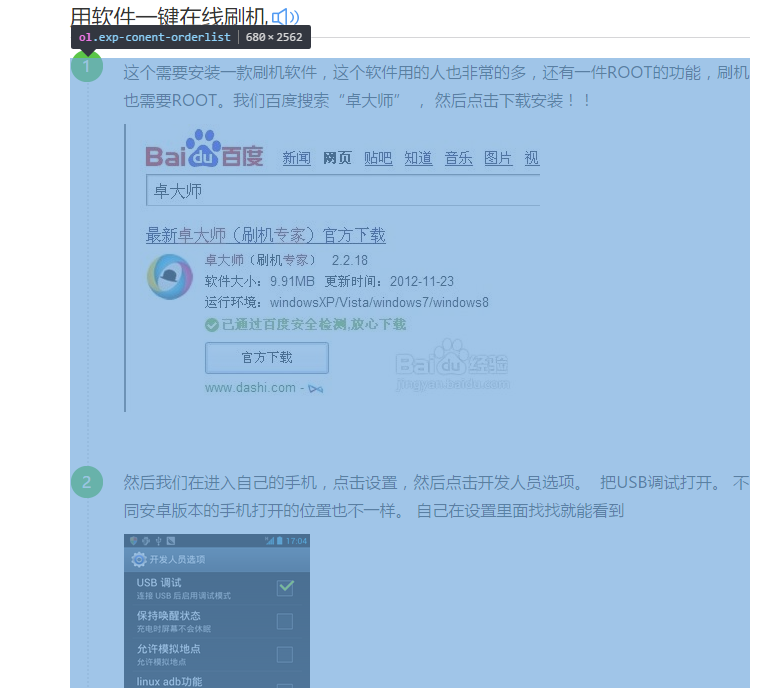 用软件一键在线刷机
ol.exp-conent-orderlist | 680×2562
1
这个需要安装一款刷机软件，这个软件用的人也非常的多，还有一件ROOT的功能，刷机
也需要ROOT。我们百度搜索“卓大师” ，然后点击下载安装！！
Bai du 百度 新闻 网页 贴吧 知道 音乐 图片 视
卓大师
最新卓大师（刷机专家）官方下载
卓大师（刷机专家） 2.2.18
软件大小：9.91MB 更新时间：2012-11-23
运行环境：windowsXP/Vista/windows7/windows8
已通过百度安全检测,放心下载
官方下载
Bai du 经验
jingyan.baidu.com
www.dashi.com -
2
然后我们在进入自己的手机，点击设置，然后点击开发人员选项。 把USB调试打开。 不
同安卓版本的手机打开的位置也不一样。 自己在设置里面找找就能看到
17:04
开发人员选项
USB 调试
连接 USB 后启用调试模式
保持唤醒状态
充电时屏幕不会休眠
允许模拟地点
允许模拟地点
linux adb功能